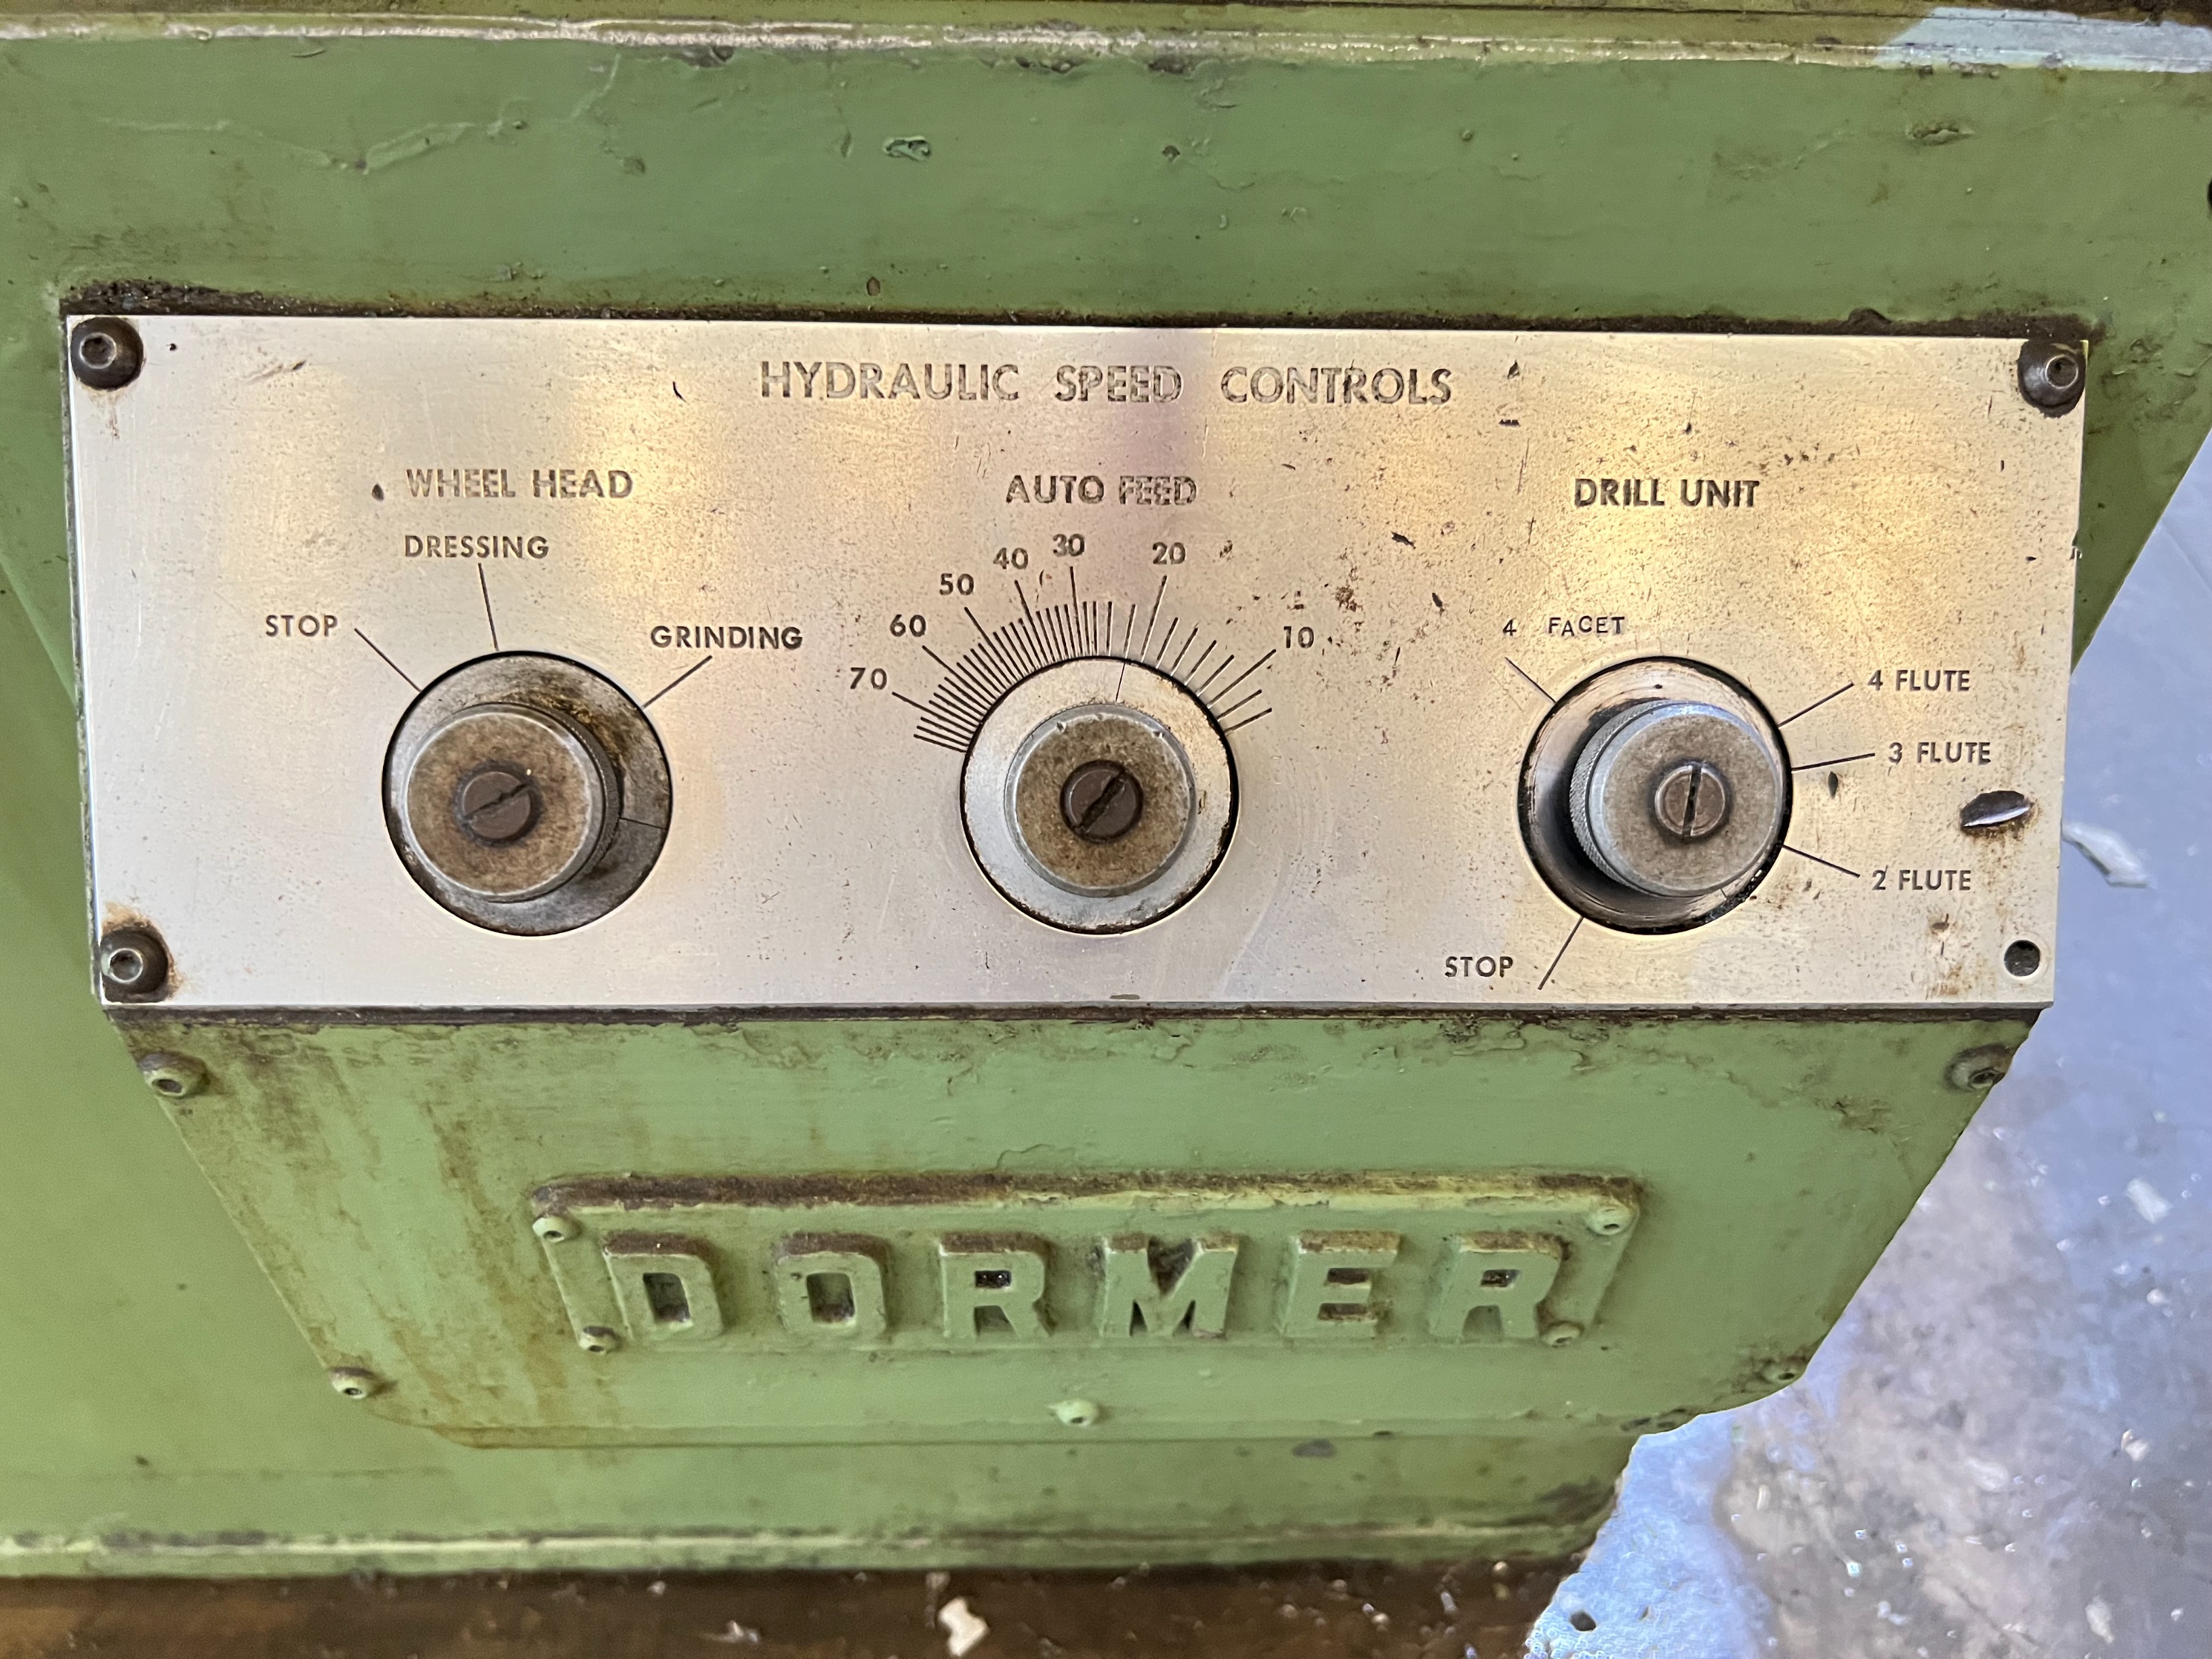 HYDRAULIC SPEED CONTROLS
WHEEL HEAD
DRESSING
STOP
GRINDING
AUTO FEED
70
60
50
40
30
20
10
DRILL UNIT
4 FACET
4 FLUTE
3 FLUTE
2 FLUTE
STOP
DORMER